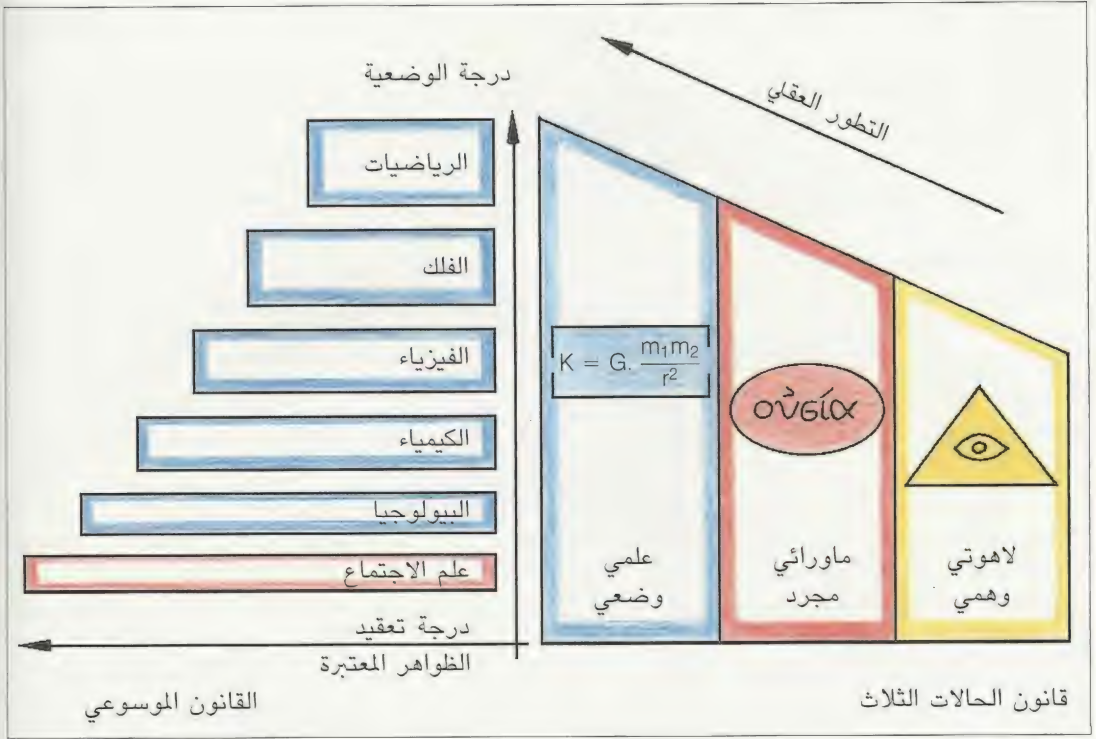 درجة الوضعية
التطور العقلي
الرياضيات
الفلك
الفيزياء
الكيمياء
البيولوجيا
علم الاجتماع
درجة تعقيد
الظواهر المعتبرة
القانون الموسوعي
K = G. m₁m₂ / r²
οὐσία
لاهوتي
وهمي
ماورائي
مجرد
علمي
وضعي
قانون الحالات الثلاث